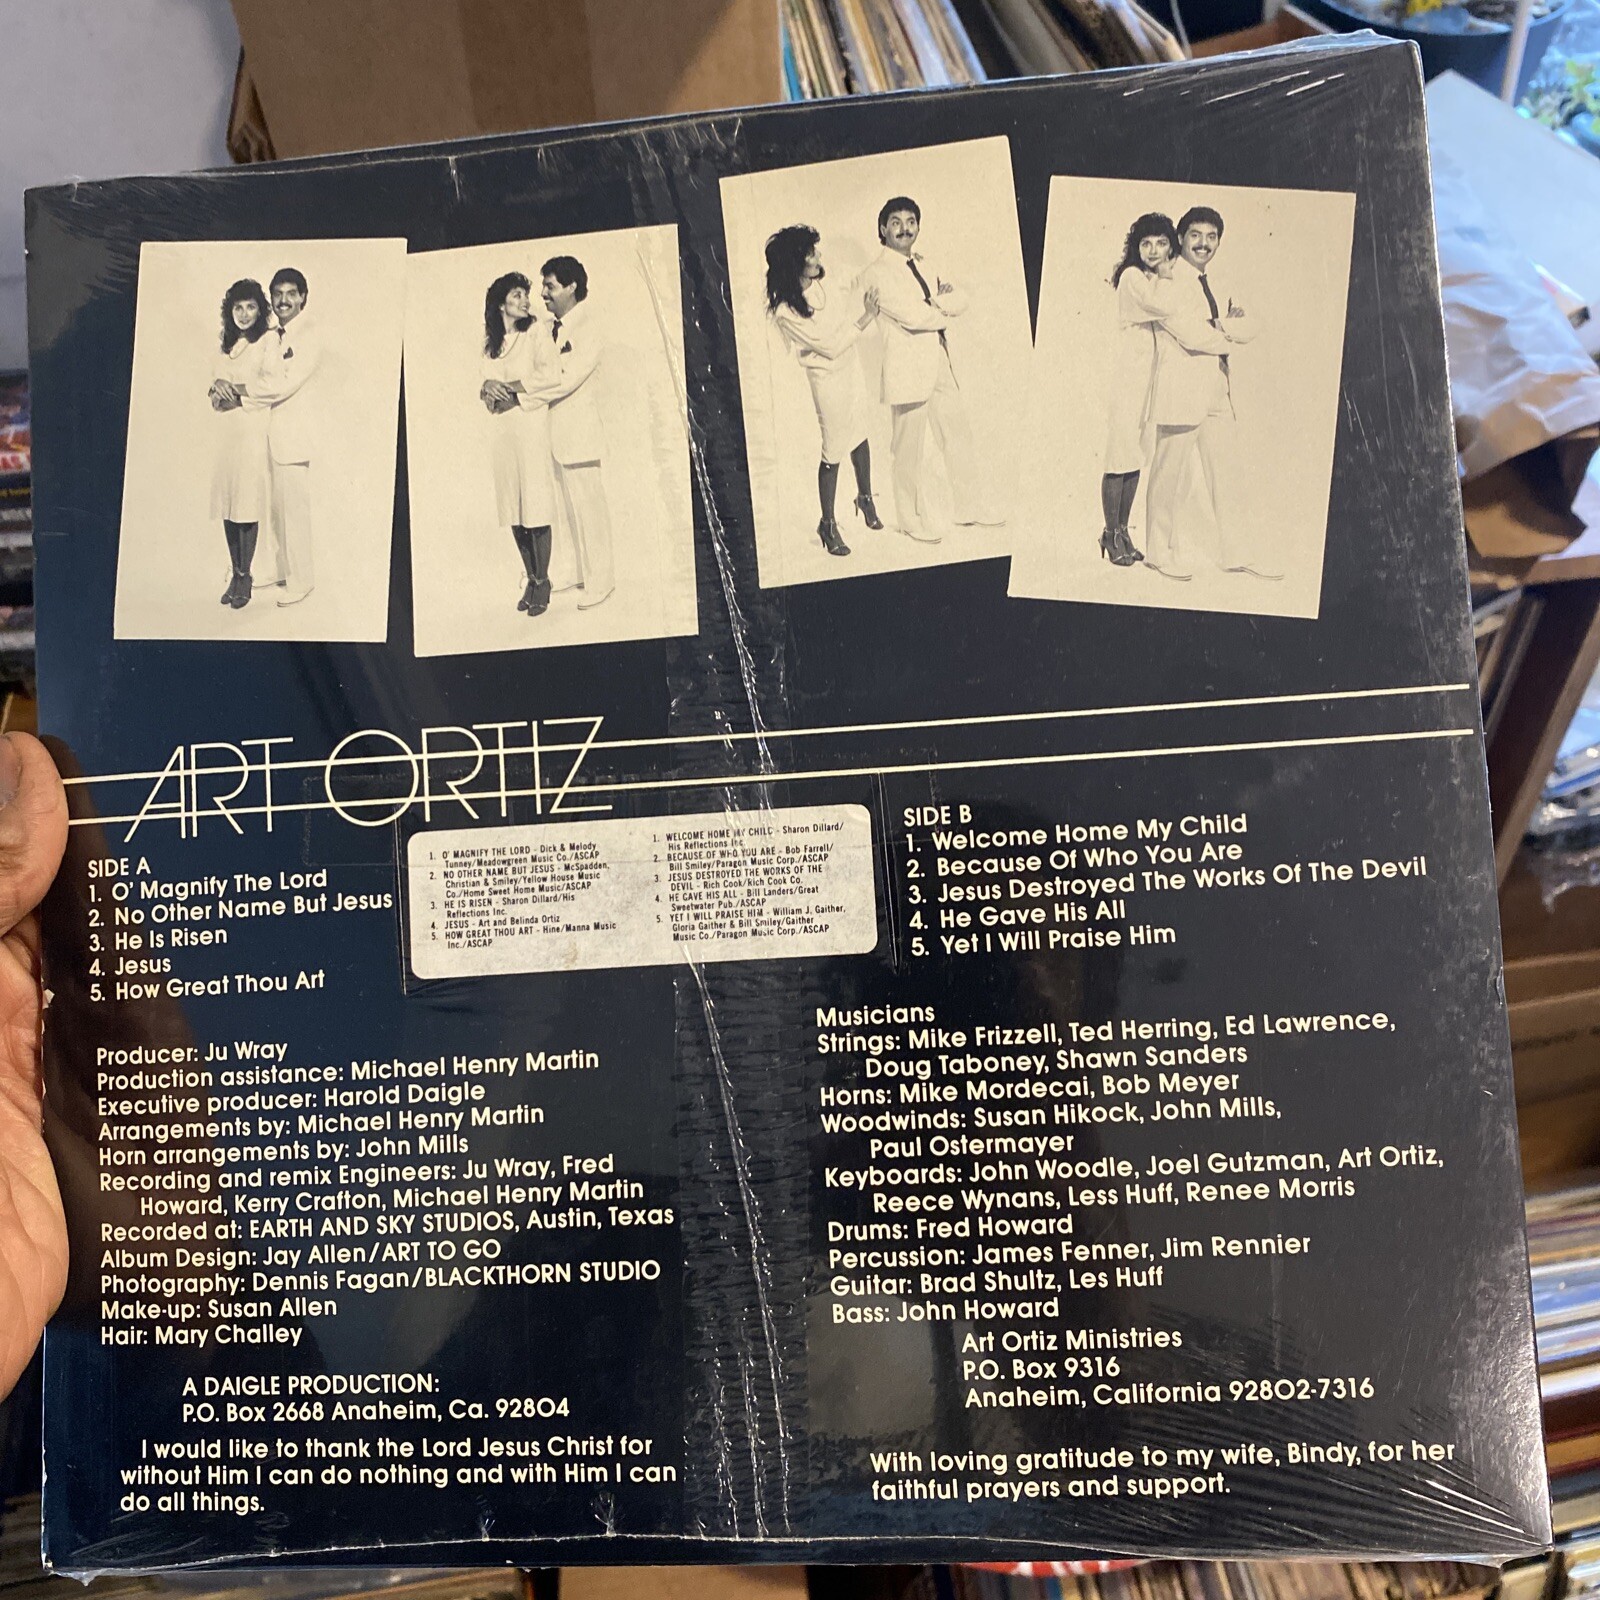 ART ORTIZ
SIDE A
1. O' Magnify The Lord
2. No Other Name But Jesus
3. He Is Risen
4. Jesus
5. How Great Thou Art
1. O' MAGNIFY THE LORD - Dick & Melody
Tunney/Meadowgreen Music Co./ASCAP
2. NO OTHER NAME BUT JESUS - McSpadden,
Christian & Smiley/Yellow House Music
Co./Home Sweet Home Music/ASCAP
3. HE IS RISEN - Sharon Dillard/His
Reflections Inc.
4. JESUS - Art and Belinda Ortiz
5. HOW GREAT THOU ART - Hine/Manna Music
Inc./ASCAP
1. WELCOME HOME MY CHILD - Sharon Dillard/
His Reflections Inc.
2. BECAUSE OF WHO YOU ARE - Bob Farrell/
Bill Smiley/Paragon Music Corp./ASCAP
3. JESUS DESTROYED THE WORKS OF THE
DEVIL - Rich Cook/Rich Cook Co.
4. HE GAVE HIS ALL - Bill Landers/Great
Sweetwater Pub./ASCAP
5. YET I WILL PRAISE HIM - William J. Gaither,
Gloria Gaither & Bill Smiley/Gaither
Music Co./Paragon Music Corp./ASCAP
SIDE B
1. Welcome Home My Child
2. Because Of Who You Are
3. Jesus Destroyed The Works Of The Devil
4. He Gave His All
5. Yet I Will Praise Him
Producer: Ju Wray
Production assistance: Michael Henry Martin
Executive producer: Harold Daigle
Arrangements by: Michael Henry Martin
Horn arrangements by: John Mills
Recording and remix Engineers: Ju Wray, Fred
Howard, Kerry Crafton, Michael Henry Martin
Recorded at: EARTH AND SKY STUDIOS, Austin, Texas
Album Design: Jay Allen/ART TO GO
Photography: Dennis Fagan/BLACKTHORN STUDIO
Make-up: Susan Allen
Hair: Mary Challey
A DAIGLE PRODUCTION:
P.O. Box 2668 Anaheim, Ca. 92804
I would like to thank the Lord Jesus Christ for
without Him I can do nothing and with Him I can
do all things.
Musicians
Strings: Mike Frizzell, Ted Herring, Ed Lawrence,
Doug Taboney, Shawn Sanders
Horns: Mike Mordecai, Bob Meyer
Woodwinds: Susan Hikock, John Mills,
Paul Ostermayer
Keyboards: John Woodle, Joel Gutzman, Art Ortiz,
Reece Wynans, Less Huff, Renee Morris
Drums: Fred Howard
Percussion: James Fenner, Jim Rennier
Guitar: Brad Shultz, Les Huff
Bass: John Howard
Art Ortiz Ministries
P.O. Box 9316
Anaheim, California 92802-7316
With loving gratitude to my wife, Bindy, for her
faithful prayers and support.